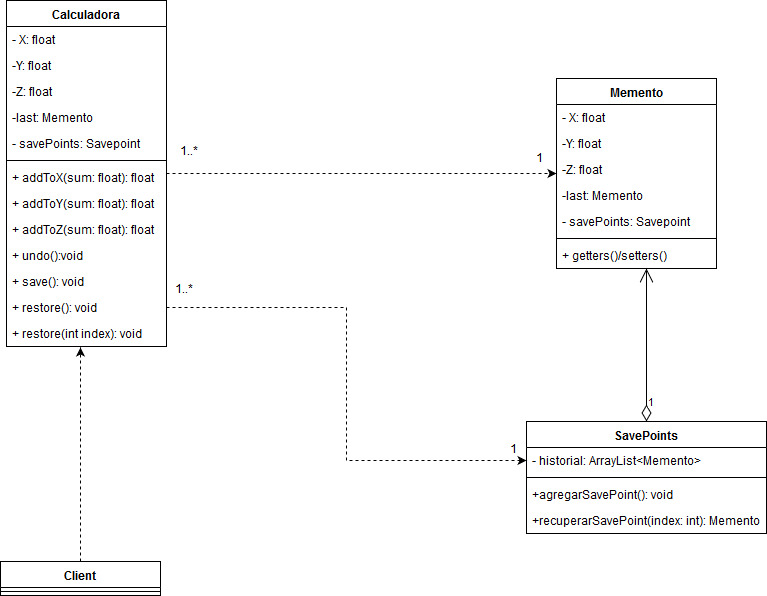 Calculadora
- X: float
-Y: float
-Z: float
-last: Memento
- savePoints: Savepoint
+ addToX(sum: float): float
+ addToY(sum: float): float
+ addToZ(sum: float): float
+ undo():void
+ save(): void
+ restore(): void
+ restore(int index): void
1..*
1
Memento
- X: float
-Y: float
-Z: float
-last: Memento
- savePoints: Savepoint
+ getters()/setters()
1..*
1
1
SavePoints
- historial: ArrayList<Memento>
+agregarSavePoint(): void
+recuperarSavePoint(index: int): Memento
Client